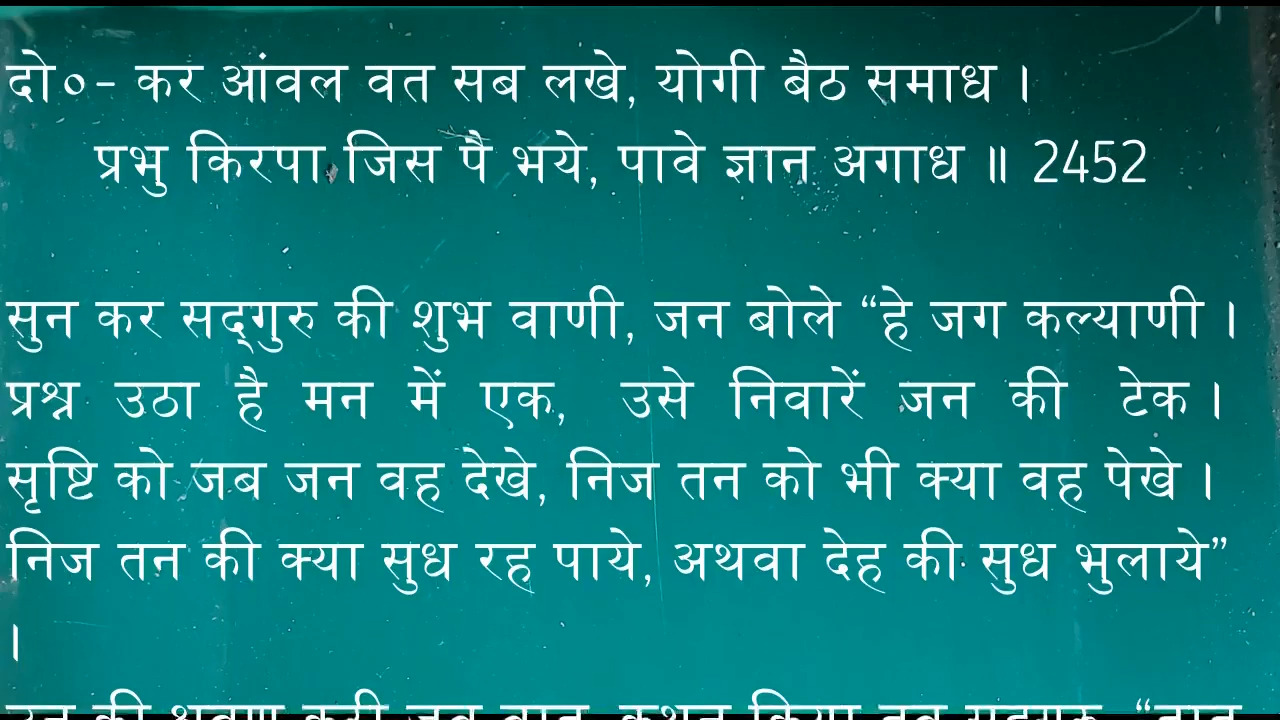 दो०- कर आंवल वत सब लखे, योगी बैठ समाध ।
प्रभु किरपा जिस पै भये, पावे ज्ञान अगाध ॥ 2452
सुन कर सद्‌गुरु की शुभ वाणी, जन बोले “हे जग कल्याणी ।
प्रश्न उठा है मन में एक, उसे निवारें जन की टेक ।
सृष्टि को जब जन वह देखे, निज तन को भी क्या वह पेखे ।
निज तन की क्या सुध रह पाये, अथवा देह की सुध भुलाये”
।